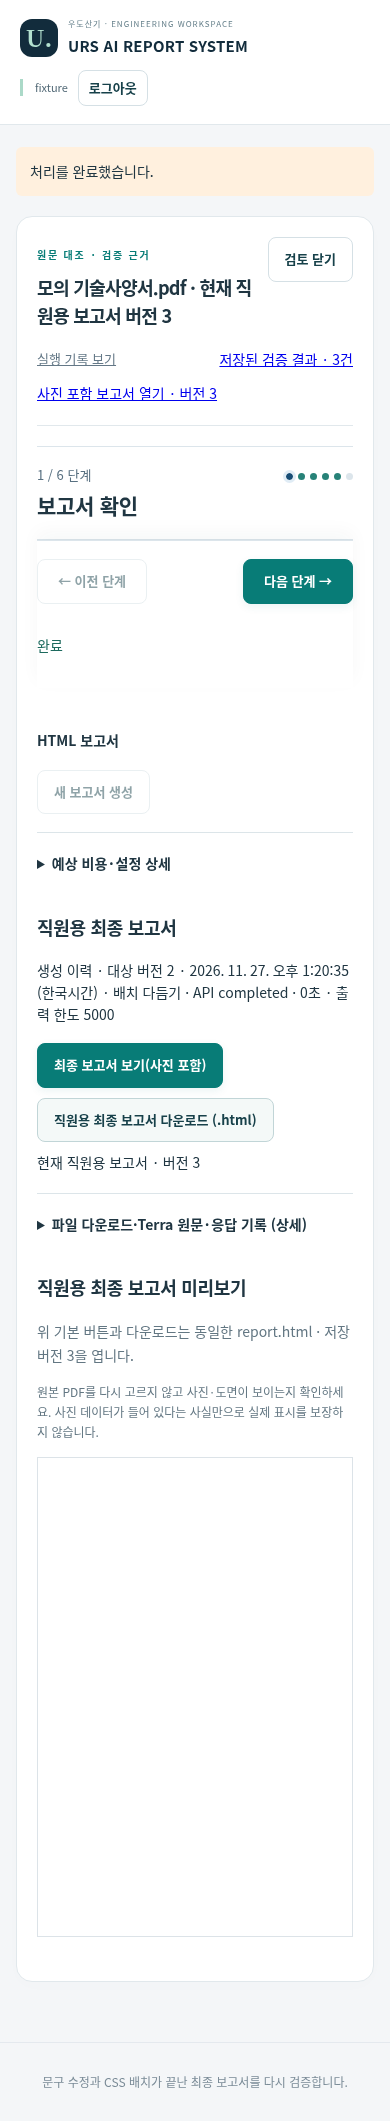 우도산기 · ENGINEERING WORKSPACE
U.
URS AI REPORT SYSTEM
fixture
로그아웃
처리를 완료했습니다.
원문 대조 · 검증 근거
검토 닫기
모의 기술사양서.pdf · 현재 직
원용 보고서 버전 3
실행 기록 보기
저장된 검증 결과 · 3건
사진 포함 보고서 열기 · 버전 3
1 / 6 단계
보고서 확인
← 이전 단계
다음 단계 →
완료
HTML 보고서
새 보고서 생성
▶ 예상 비용·설정 상세
직원용 최종 보고서
생성 이력 · 대상 버전 2 · 2026. 11. 27. 오후 1:20:35
(한국시간) · 배치 다듬기 · API completed · 0초 · 출
력 한도 5000
최종 보고서 보기(사진 포함)
직원용 최종 보고서 다운로드 (.html)
현재 직원용 보고서 · 버전 3
▶ 파일 다운로드·Terra 원문·응답 기록 (상세)
직원용 최종 보고서 미리보기
위 기본 버튼과 다운로드는 동일한 report.html · 저장
버전 3을 엽니다.
원본 PDF를 다시 고르지 않고 사진·도면이 보이는지 확인하세
요. 사진 데이터가 들어 있다는 사실만으로 실제 표시를 보장하
지 않습니다.
문구 수정과 CSS 배치가 끝난 최종 보고서를 다시 검증합니다.